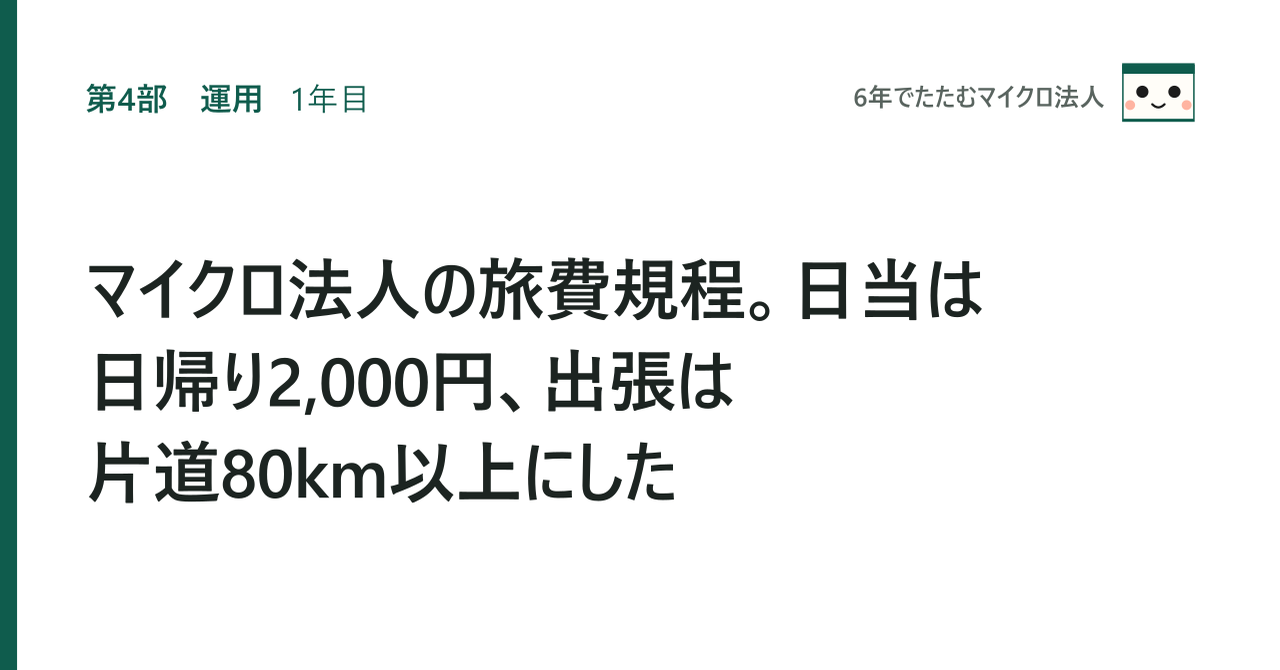 第4部　運用　1年目
6年でたたむマイクロ法人
マイクロ法人の旅費規程。日当は
日帰り2,000円、出張は
片道80km以上にした